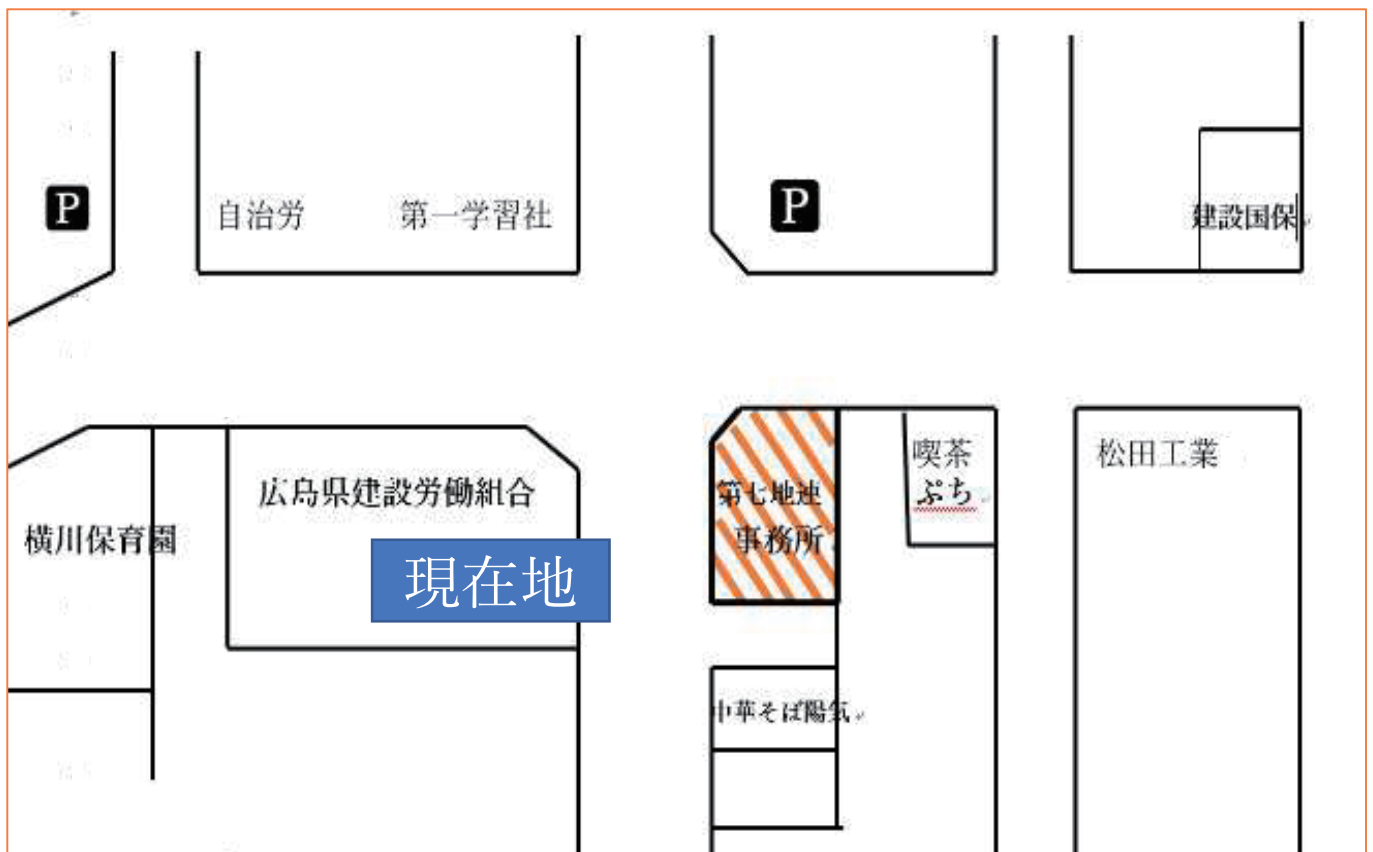 P
自治労
第一学習社
P
建設国保
広島県建設労働組合
横川保育園
現在地
第七地連
事務所
喫茶
ぷち
松田工業
中華そば陽気